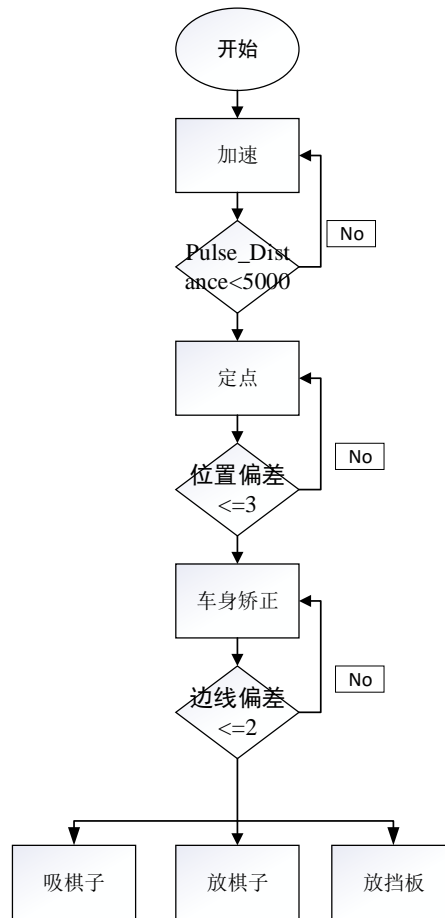 开始
加速
No
Pulse_Dist
ance<5000
定点
No
位置偏差
<=3
车身矫正
No
边线偏差
<=2
吸棋子
放棋子
放挡板